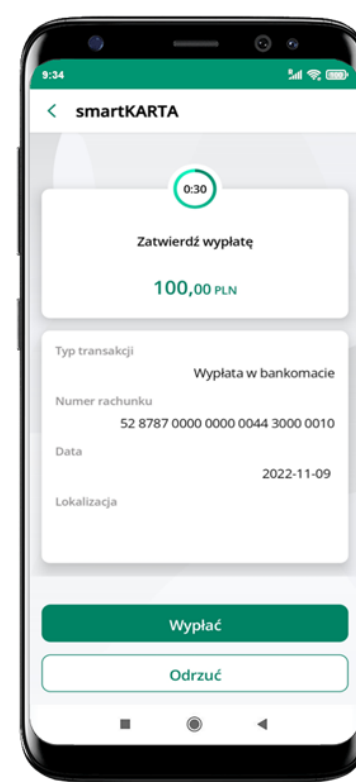 9:34
smartKARTA
0:30
Zatwierdź wypłatę
100,00 PLN
Typ transakcji
Wypłata w bankomacie
Numer rachunku
52 8787 0000 0000 0044 3000 0010
Data
2022-11-09
Lokalizacja
Wypłać
Odrzuć